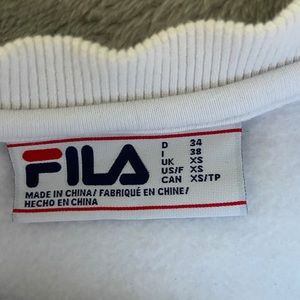 FILA
D 34
I 38
UK XS
US/F XS
CAN XS/TP
MADE IN CHINA/ FABRIQUÉ EN CHINE/
HECHO EN CHINA